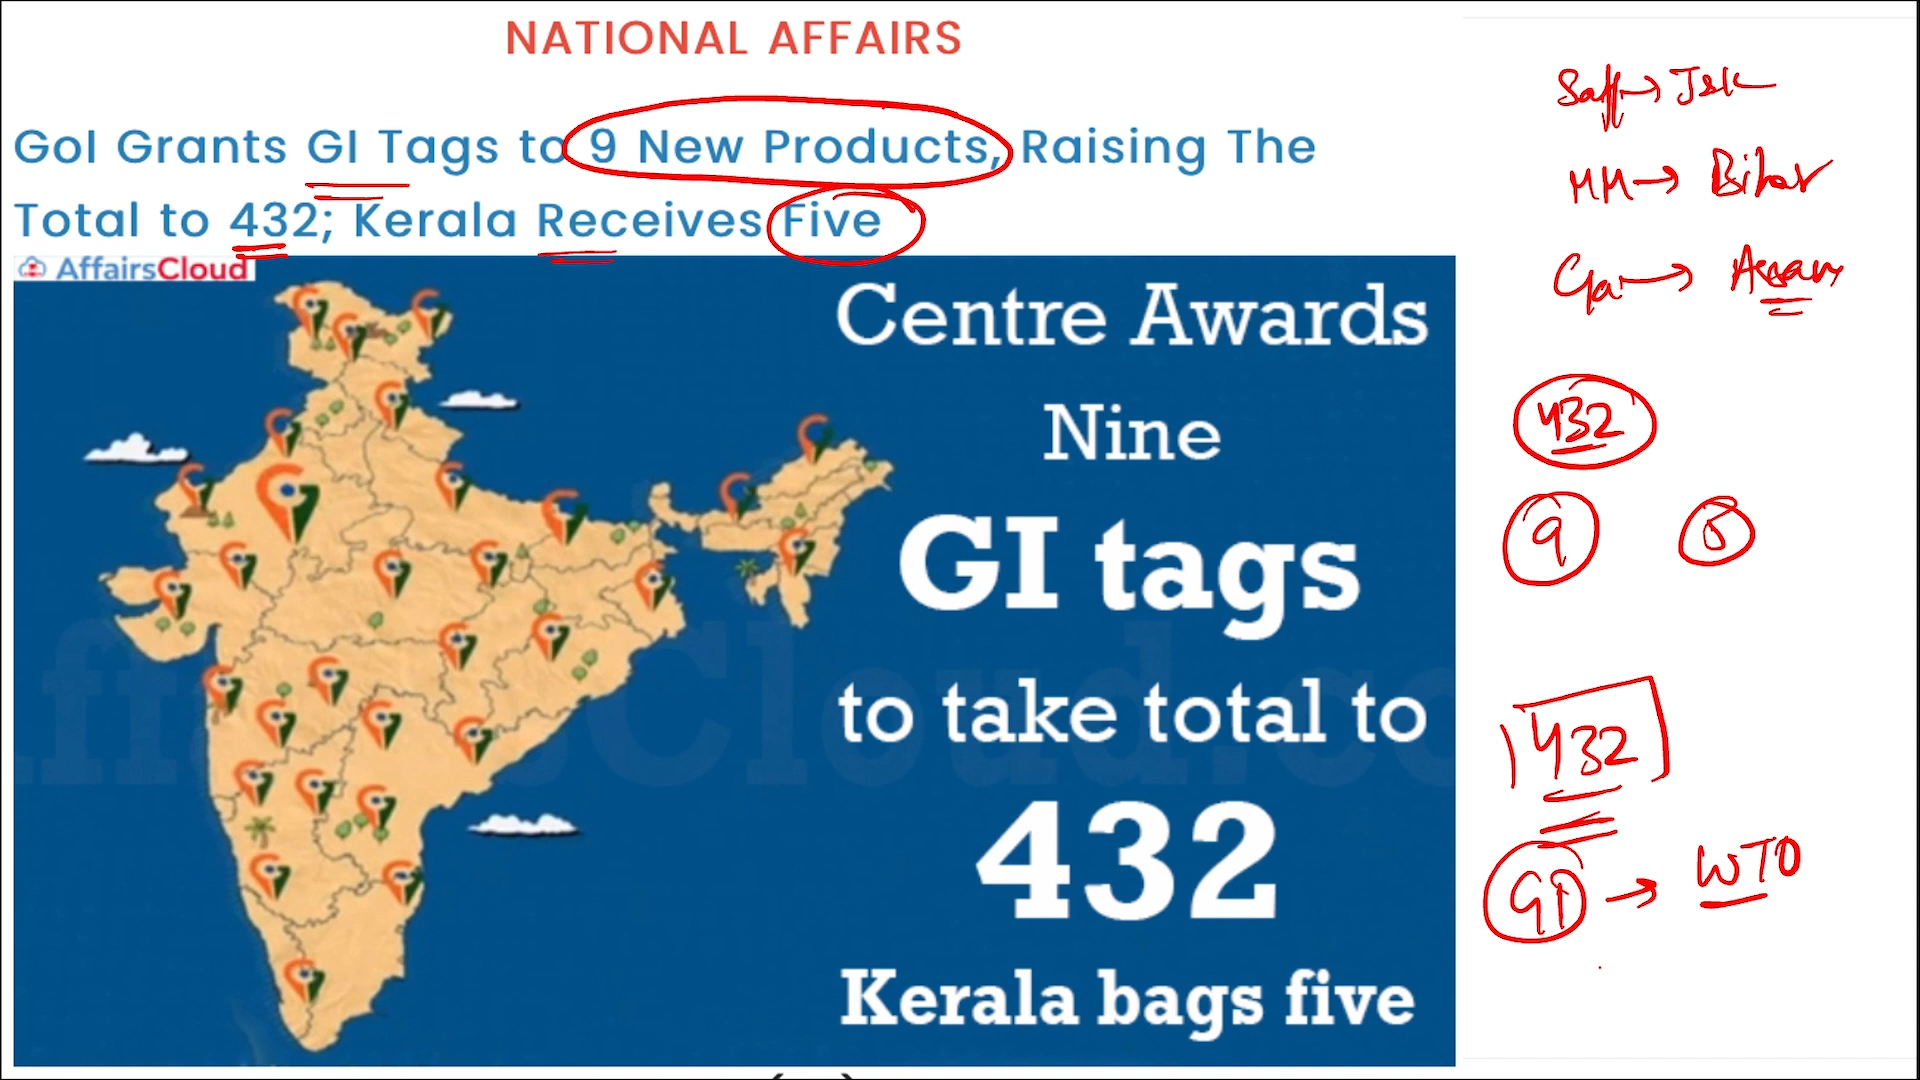 NATIONAL AFFAIRS
GoI Grants GI Tags to 9 New Products, Raising The
Total to 432; Kerala Receives Five
AffairsCloud
Centre Awards
Nine
GI tags
to take total to
432
Kerala bags five
Saff → J&K
MM → Bihar
→ Assam
432
9
432
GI → WTO